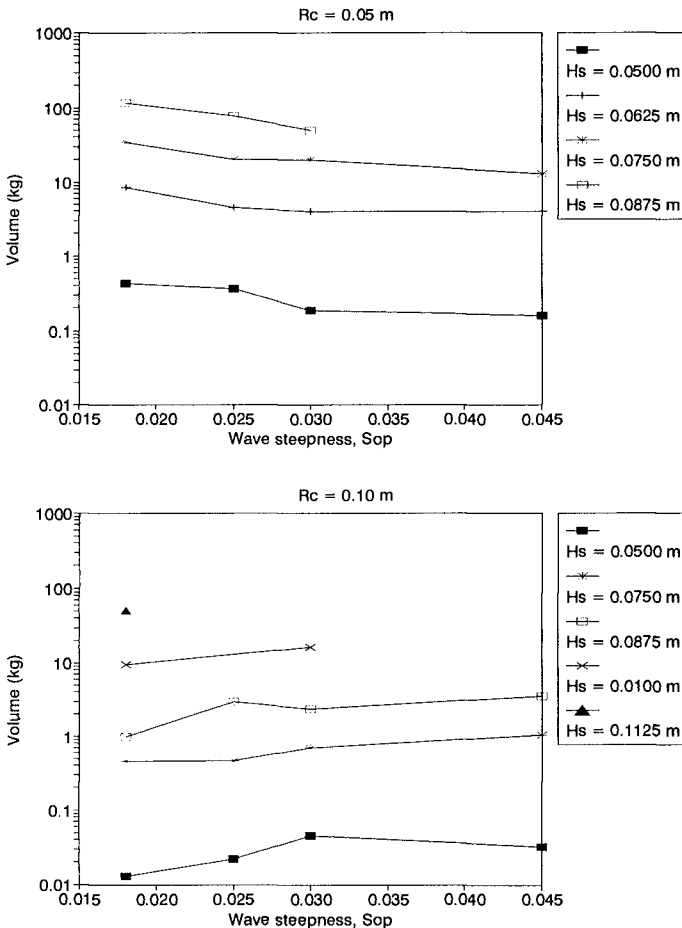 Rc = 0.05 m
1000
100
10
1
0.1
0.01
Volume (kg)
0.015 0.020 0.025 0.030 0.035 0.040 0.045
Wave steepness, Sop
Hs = 0.0500 m
Hs = 0.0625 m
Hs = 0.0750 m
Hs = 0.0875 m
Rc = 0.10 m
1000
100
10
1
0.1
0.01
Volume (kg)
0.015 0.020 0.025 0.030 0.035 0.040 0.045
Wave steepness, Sop
Hs = 0.0500 m
Hs = 0.0750 m
Hs = 0.0875 m
Hs = 0.0100 m
Hs = 0.1125 m